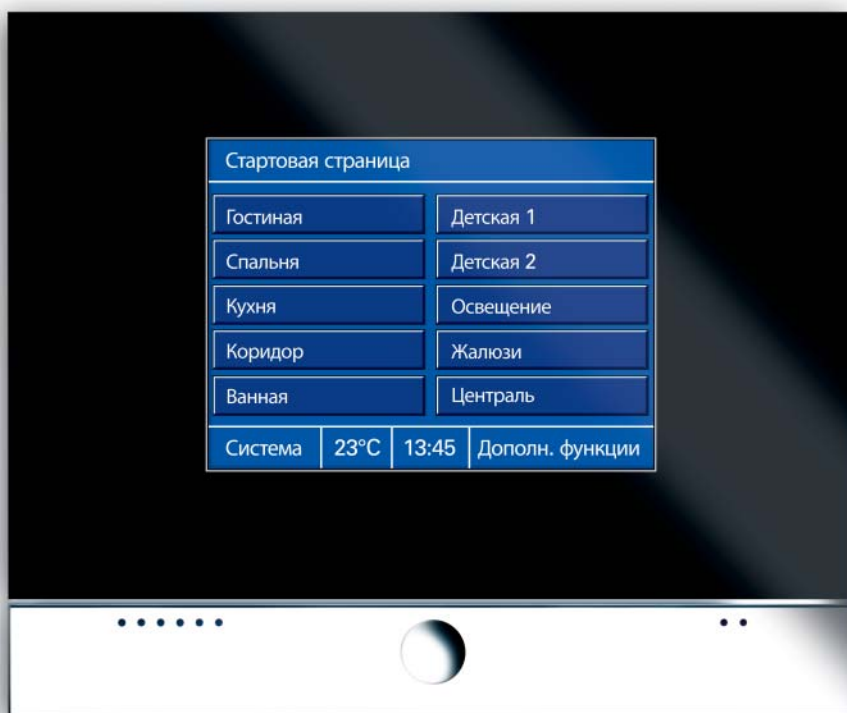 Стартовая страница
Гостиная
Детская 1
Спальня
Детская 2
Кухня
Освещение
Коридор
Жалюзи
Ванная
Централь
Система 23°C 13:45 Дополн. функции